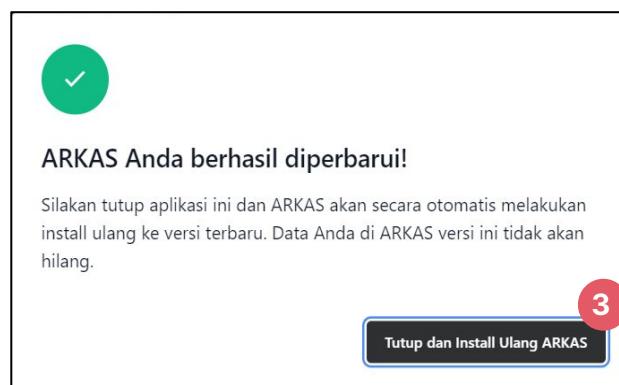 ARKAS Anda berhasil diperbarui!
Silakan tutup aplikasi ini dan ARKAS akan secara otomatis melakukan
install ulang ke versi terbaru. Data Anda di ARKAS versi ini tidak akan
hilang.
3
Tutup dan Install Ulang ARKAS